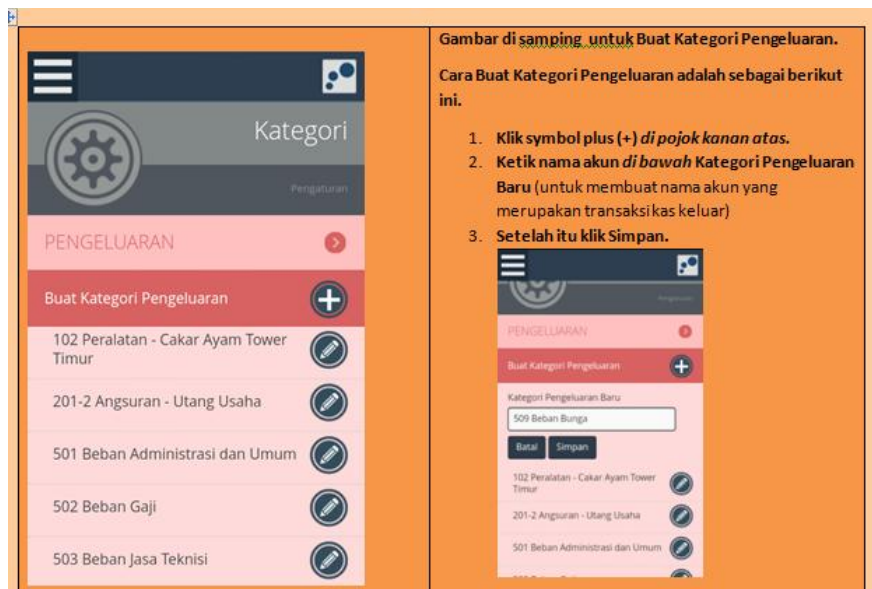 Kategori
Pengaturan
PENGELUARAN
Buat Kategori Pengeluaran
102 Peralatan - Cakar Ayam Tower
Timur
201-2 Angsuran - Utang Usaha
501 Beban Administrasi dan Umum
502 Beban Gaji
503 Beban Jasa Teknisi
Gambar di samping untuk Buat Kategori Pengeluaran.
Cara Buat Kategori Pengeluaran adalah sebagai berikut
ini.
1. Klik symbol plus (+) di pojok kanan atas.
2. Ketik nama akun di bawah Kategori Pengeluaran
Baru (untuk membuat nama akun yang
merupakan transaksi kas keluar)
3. Setelah itu klik Simpan.
Pengaturan
PENGELUARAN
Buat Kategori Pengeluaran
Kategori Pengeluaran Baru
509 Beban Bunga
Batal Simpan
102 Peralatan - Cakar Ayam Tower
Timur
201-2 Angsuran - Utang Usaha
501 Beban Administrasi dan Umum